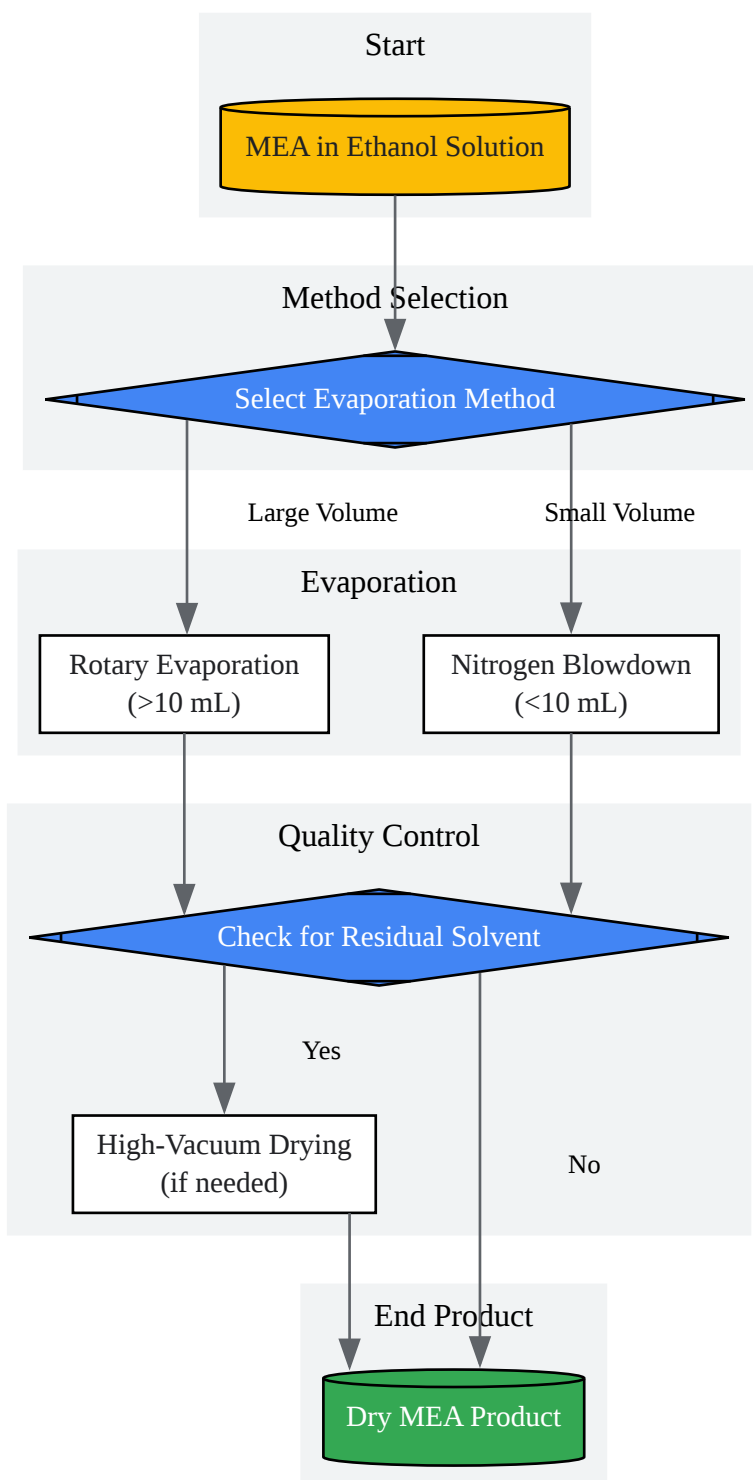 Start
MEA in Ethanol Solution
Method Selection
Select Evaporation Method
Large Volume
Small Volume
Evaporation
Rotary Evaporation
(>10 mL)
Nitrogen Blowdown
(<10 mL)
Quality Control
Check for Residual Solvent
Yes
High-Vacuum Drying
(if needed)
No
End Product
Dry MEA Product